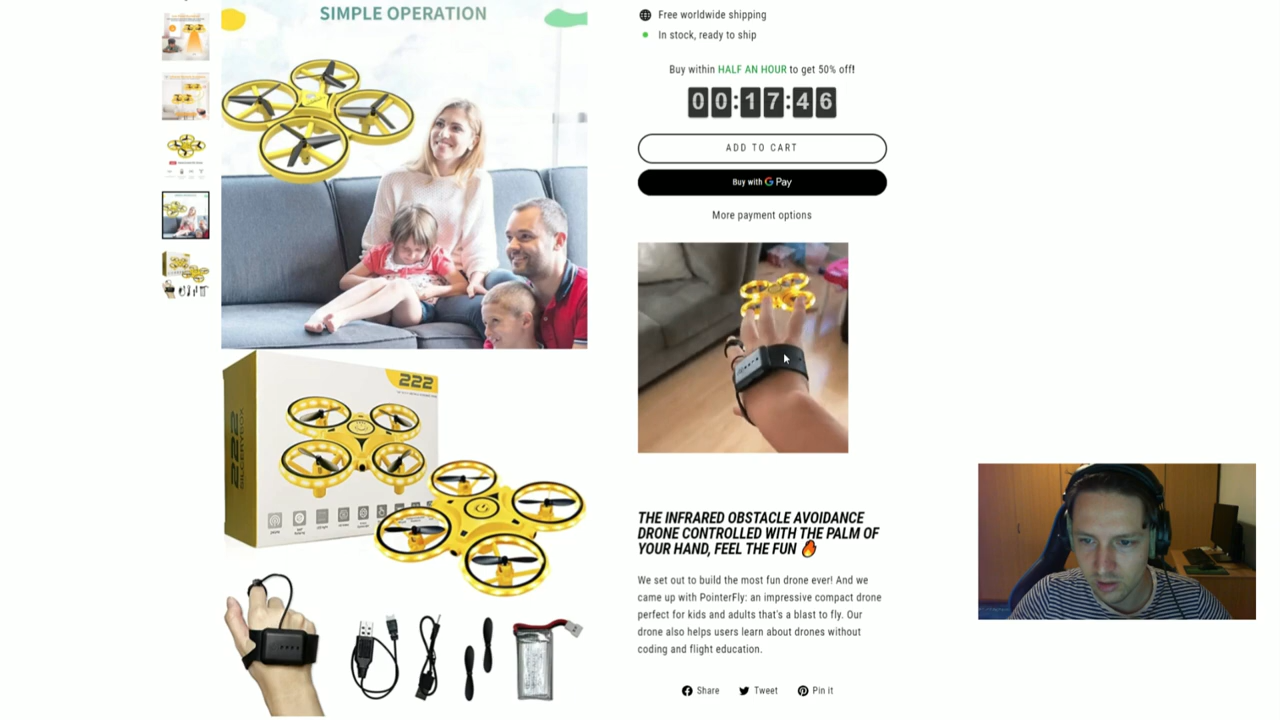 SIMPLE OPERATION
Free worldwide shipping
In stock, ready to ship
Buy within HALF AN HOUR to get 50% off!
00:17:46
ADD TO CART
Buy with G Pay
More payment options
222
222
THE INFRARED OBSTACLE AVOIDANCE
DRONE CONTROLLED WITH THE PALM OF
YOUR HAND, FEEL THE FUN 🔥
We set out to build the most fun drone ever! And we
came up with PointerFly: an impressive compact drone
perfect for kids and adults that's a blast to fly. Our
drone also helps users learn about drones without
coding and flight education.
Share
Tweet
Pin it